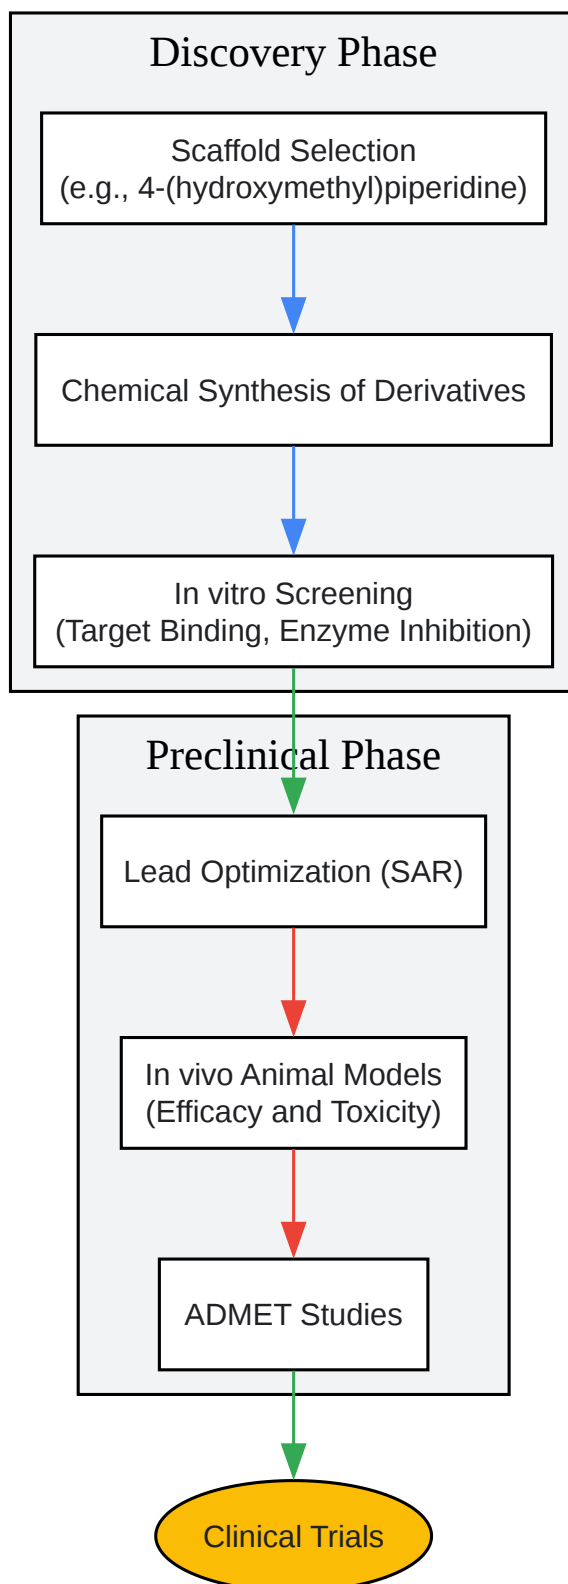 Discovery Phase
Scaffold Selection
(e.g., 4-(hydroxymethyl)piperidine)
Chemical Synthesis of Derivatives
In vitro Screening
(Target Binding, Enzyme Inhibition)
Preclinical Phase
Lead Optimization (SAR)
In vivo Animal Models
(Efficacy and Toxicity)
ADMET Studies
Clinical Trials